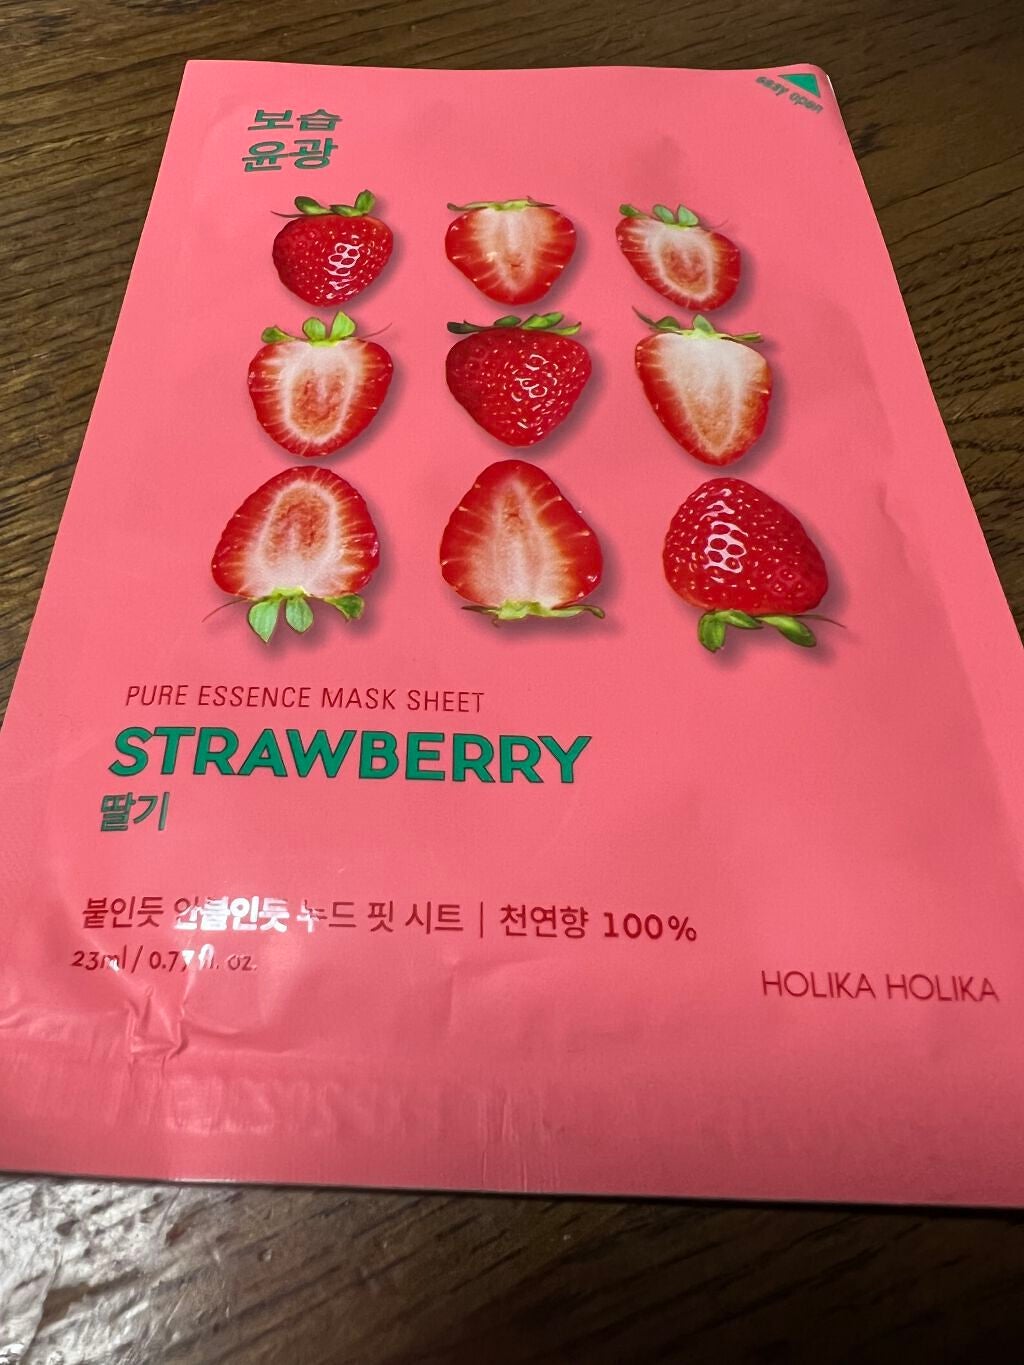 easy open
보습
윤광
PURE ESSENCE MASK SHEET
STRAWBERRY
딸기
붙인듯 안붙인듯 누드 핏 시트 | 천연향 100%
23ml / 0.77 fl. oz.
HOLIKA HOLIKA